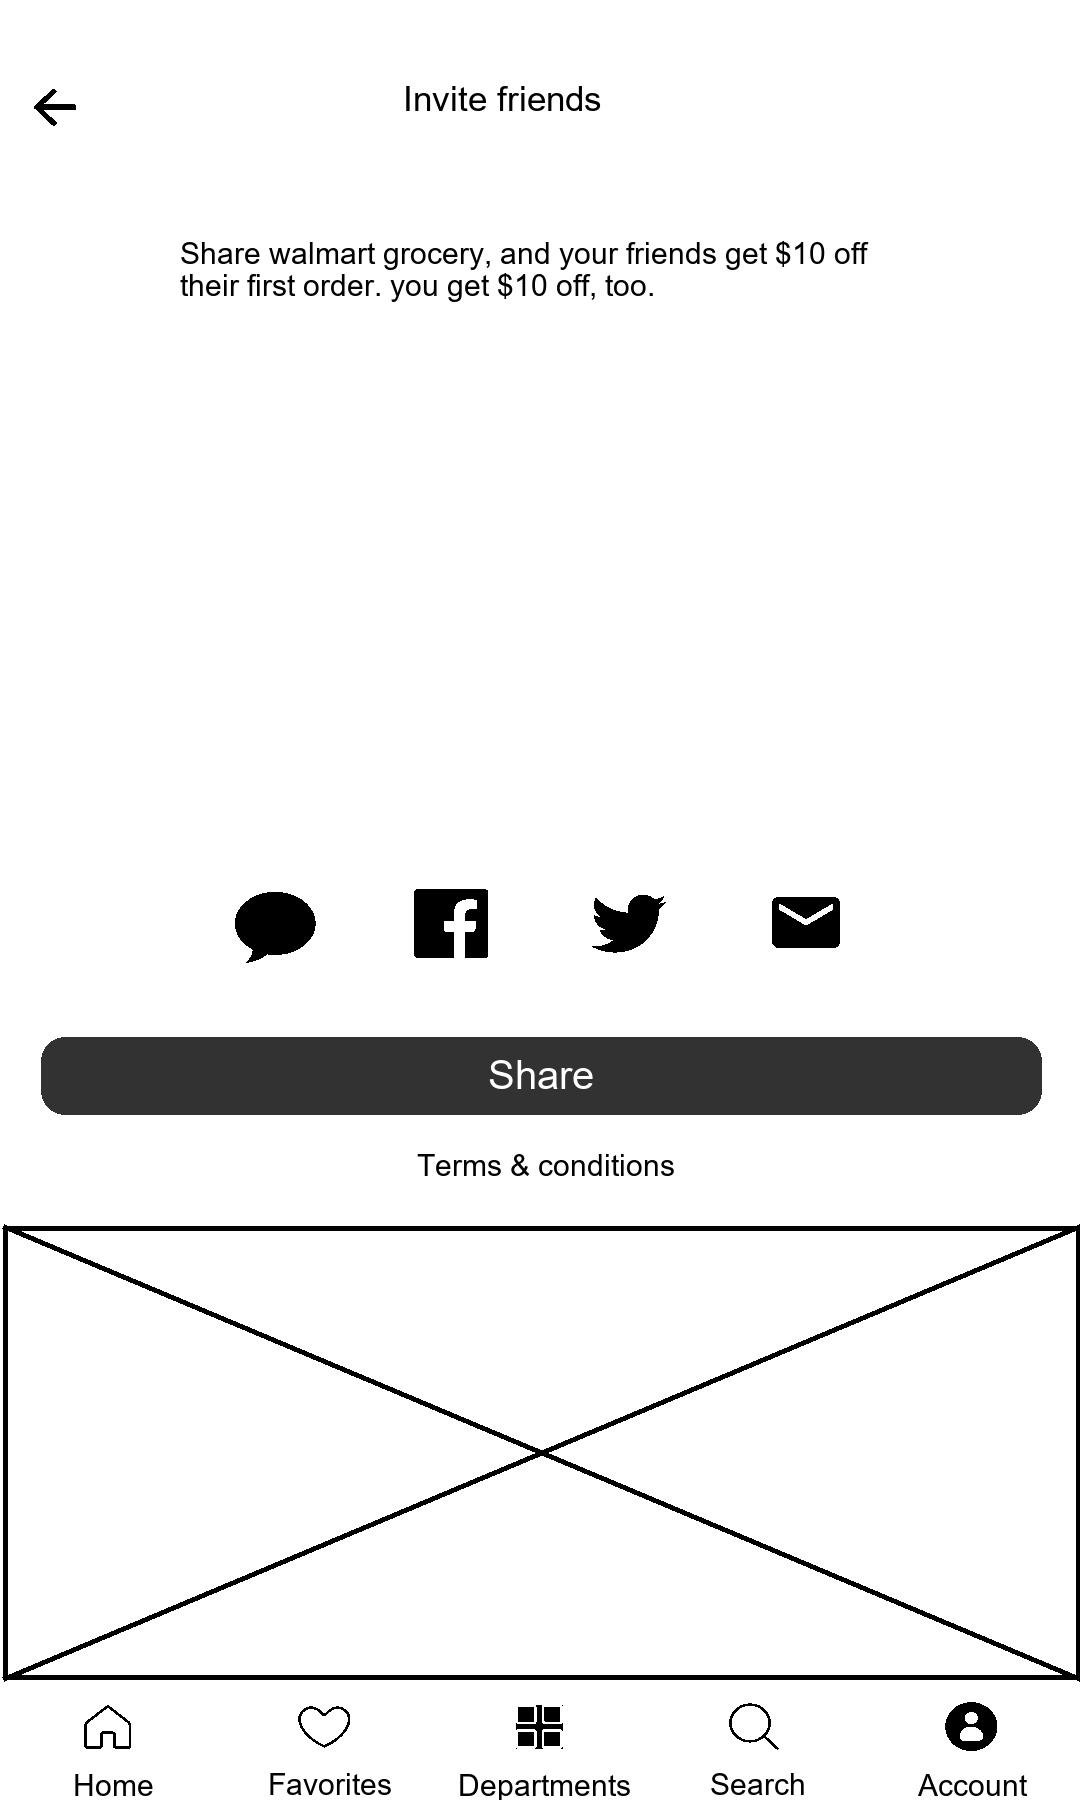 Invite friends
Share walmart grocery, and your friends get $10 off
their first order. you get $10 off, too.
Share
Terms & conditions
Home
Favorites
Departments
Search
Account